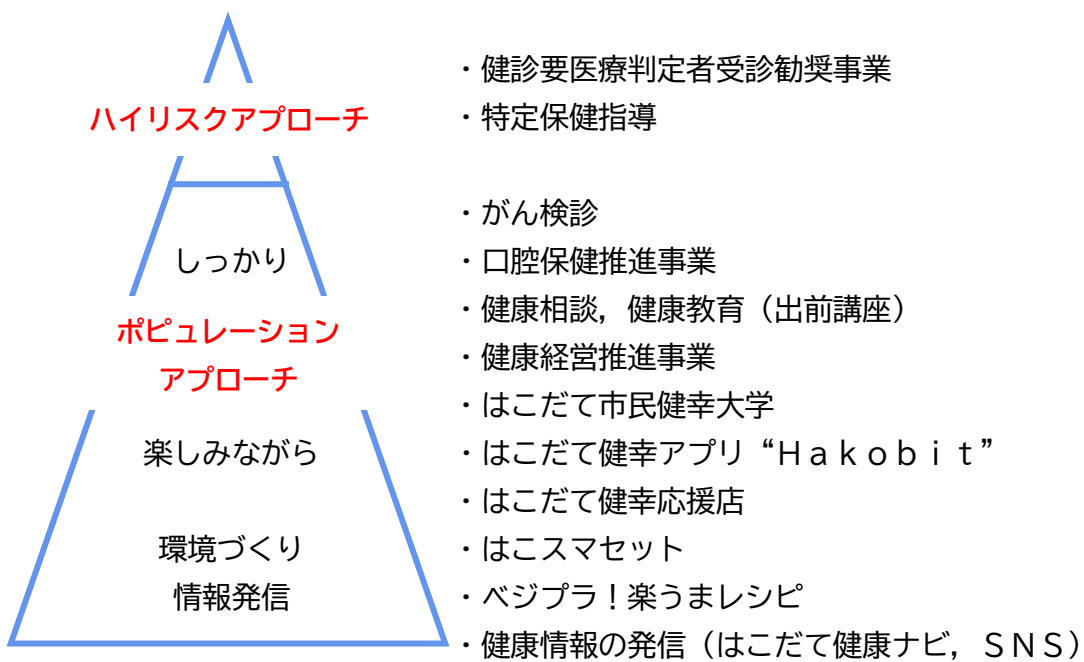 ・健診要医療判定者受診勧奨事業
ハイリスクアプローチ
・特定保健指導
・がん検診
しっかり
・口腔保健推進事業
・健康相談，健康教育（出前講座）
ポピュレーション
アプローチ
・健康経営推進事業
・はこだて市民健幸大学
楽しみながら
・はこだて健幸アプリ“Ｈａｋｏｂｉｔ”
・はこだて健幸応援店
環境づくり
・はこスマセット
情報発信
・ベジプラ！楽うまレシピ
・健康情報の発信（はこだて健康ナビ，ＳＮＳ）